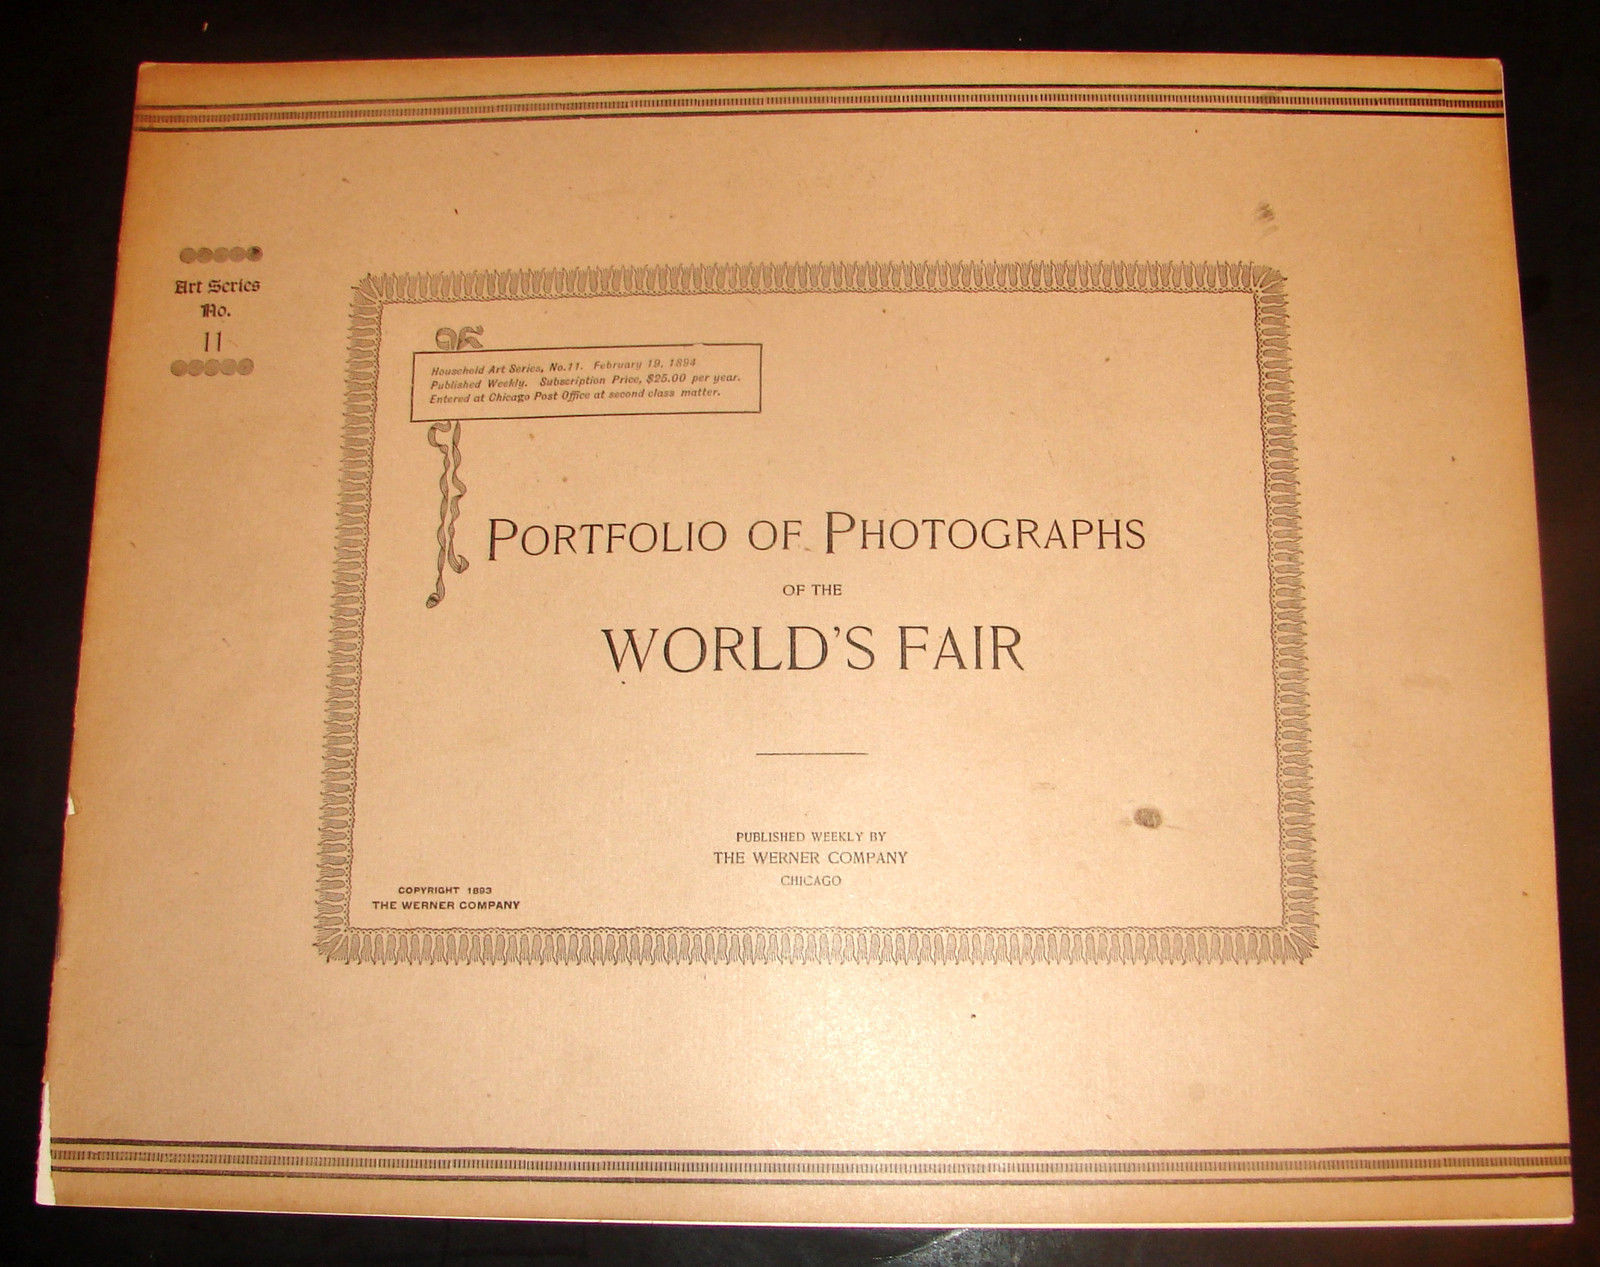 Art Series
No.
11
Household Art Series, No. 11. February 19, 1894
Published Weekly. Subscription Price, $25.00 per year.
Entered at Chicago Post Office at second class matter.
PORTFOLIO OF PHOTOGRAPHS
OF THE
WORLD'S FAIR
PUBLISHED WEEKLY BY
THE WERNER COMPANY
CHICAGO
COPYRIGHT 1893
THE WERNER COMPANY